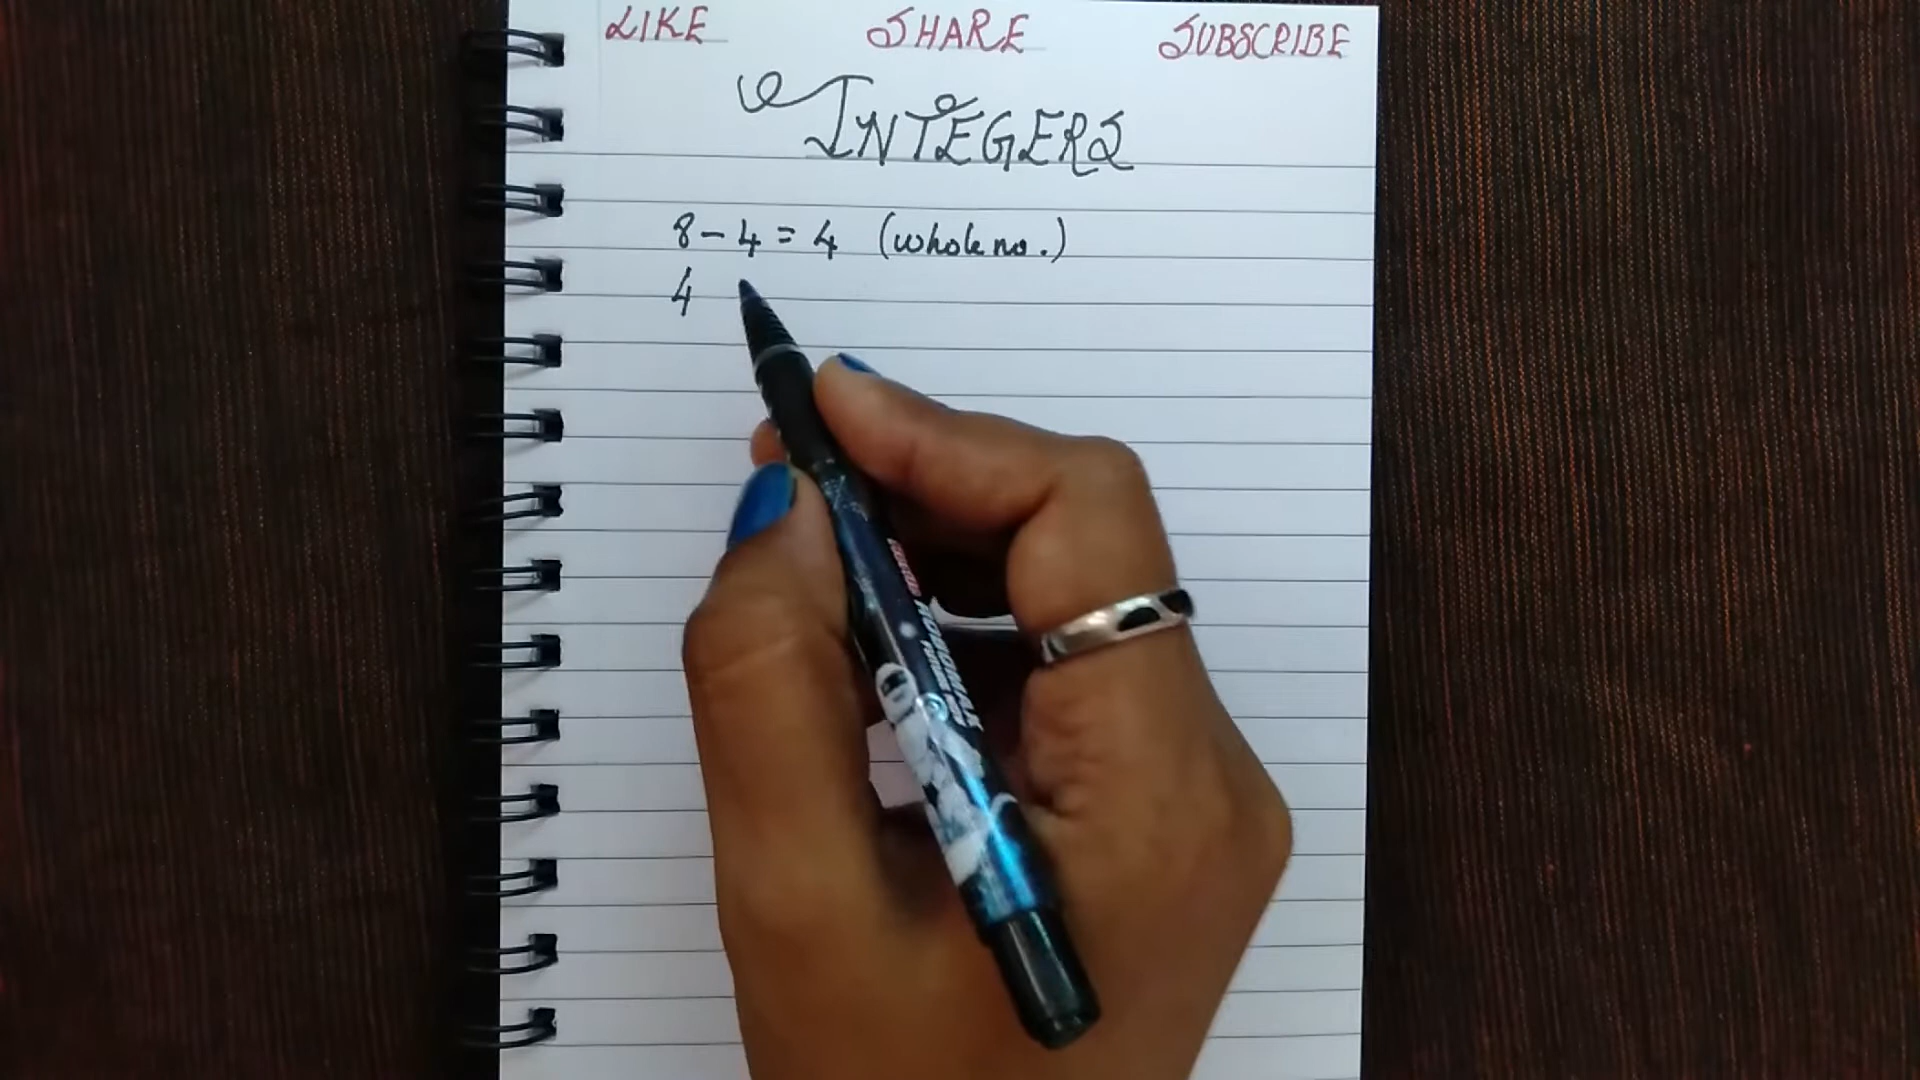 LIKE SHARE SUBSCRIBE
INTEGERS
8 - 4 = 4 (whole no.)
4